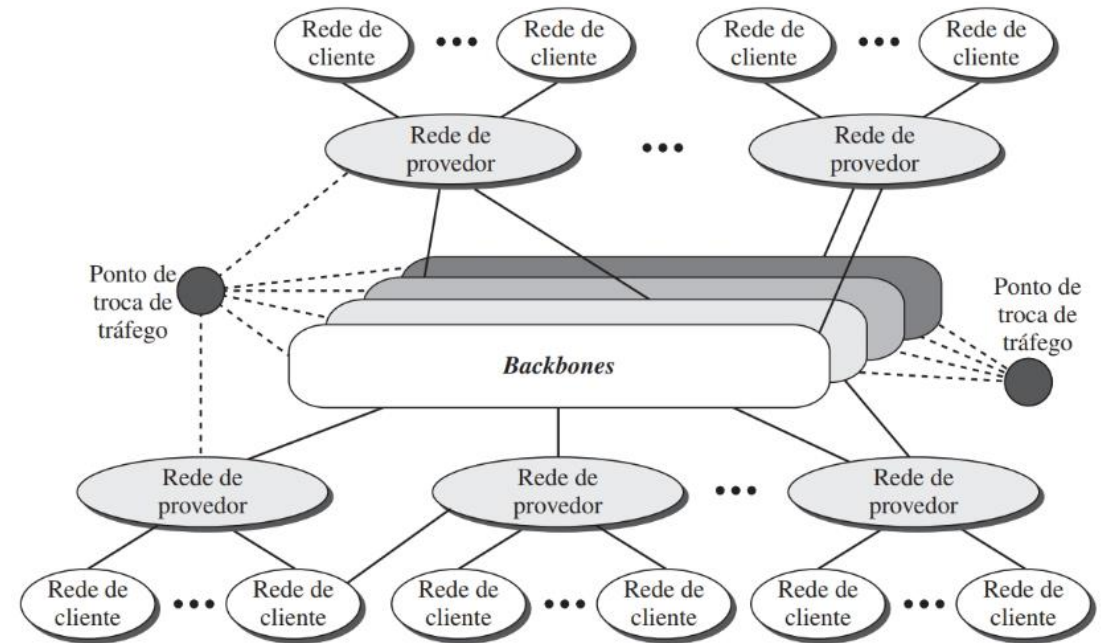 Rede de
cliente
Rede de
cliente
Rede de
cliente
Rede de
cliente
Rede de
provedor
Rede de
provedor
Ponto de
troca de
tráfego
Ponto de
troca de
tráfego
Backbones
Rede de
provedor
Rede de
provedor
Rede de
provedor
Rede de
cliente
Rede de
cliente
Rede de
cliente
Rede de
cliente
Rede de
cliente
Rede de
cliente